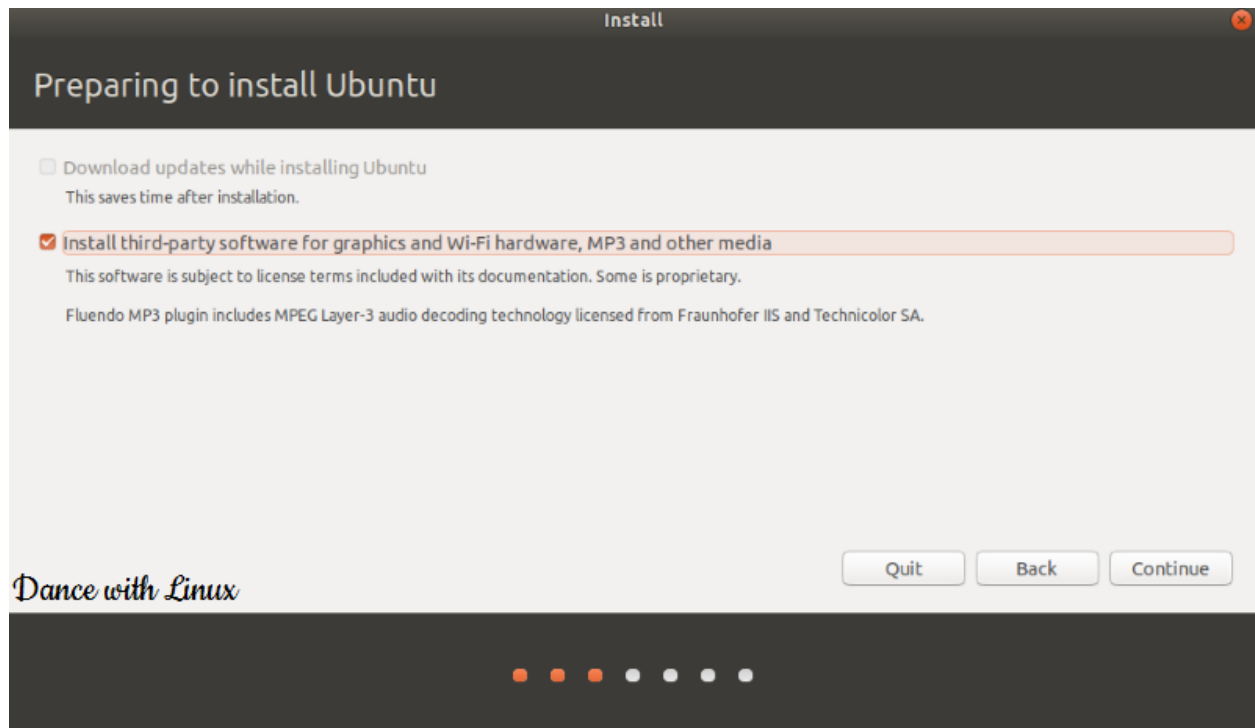 Install
Preparing to install Ubuntu
Download updates while installing Ubuntu
This saves time after installation.
Install third-party software for graphics and Wi-Fi hardware, MP3 and other media
This software is subject to license terms included with its documentation. Some is proprietary.
Fluendo MP3 plugin includes MPEG Layer-3 audio decoding technology licensed from Fraunhofer IIS and Technicolor SA.
Quit Back Continue
Dance with Linux